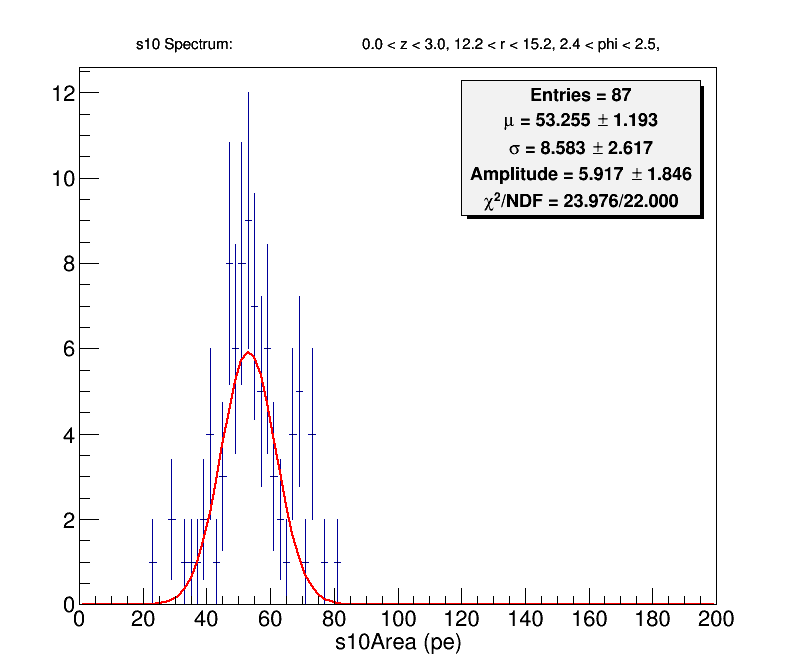 s10 Spectrum: 0.0 < z < 3.0, 12.2 < r < 15.2, 2.4 < phi < 2.5,
Entries = 87
μ = 53.255 ± 1.193
σ = 8.583 ± 2.617
Amplitude = 5.917 ± 1.846
χ²/NDF = 23.976/22.000
12
10
8
6
4
2
0
0 20 40 60 80 100 120 140 160 180 200
s10Area (pe)